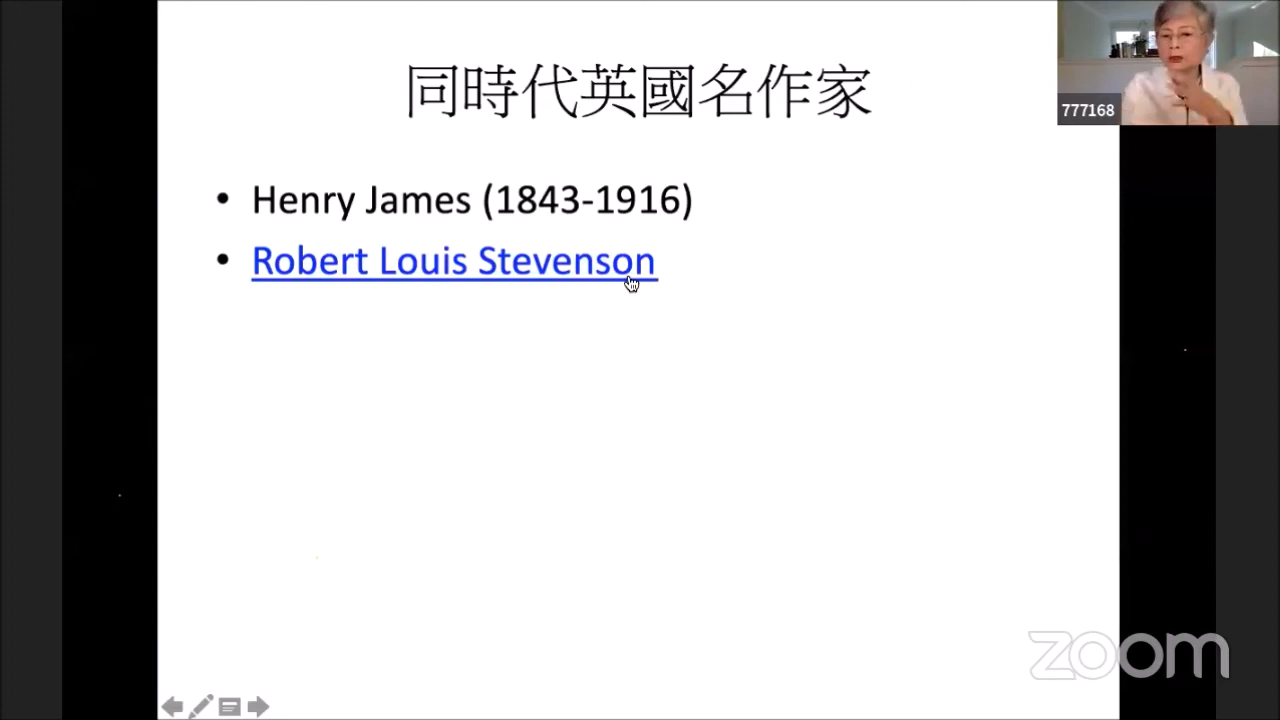 同時代英國名作家
777168
• Henry James (1843-1916)
• Robert Louis Stevenson
zoom